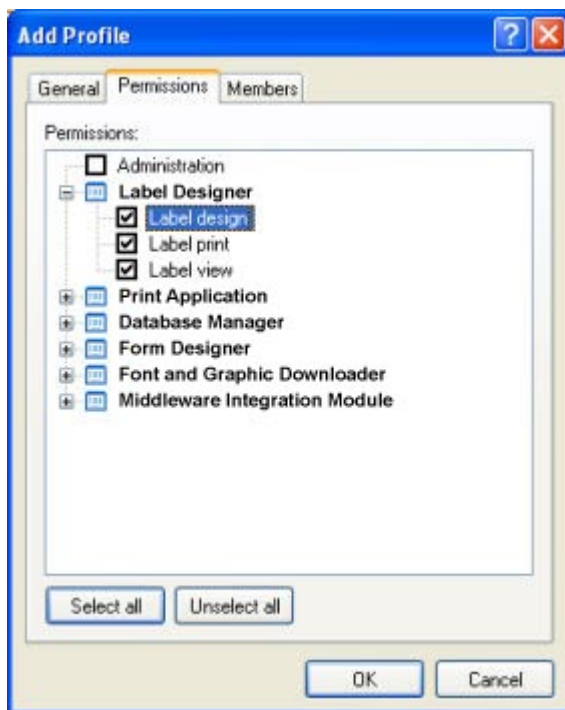 Add Profile
General Permissions Members
Permissions:
Administration
Label Designer
Label design
Label print
Label view
Print Application
Database Manager
Form Designer
Font and Graphic Downloader
Middleware Integration Module
Select all Unselect all
OK Cancel